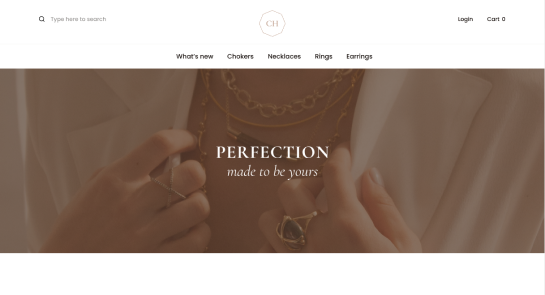 Type here to search
CH
Login Cart 0
What's new Chokers Necklaces Rings Earrings
PERFECTION
made to be yours